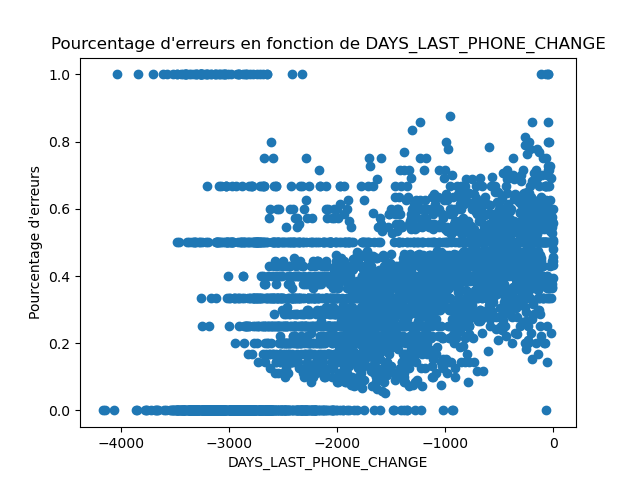 Pourcentage d'erreurs en fonction de DAYS_LAST_PHONE_CHANGE
1.0
0.8
0.6
0.4
0.2
0.0
Pourcentage d'erreurs
−4000 −3000 −2000 −1000 0
DAYS_LAST_PHONE_CHANGE